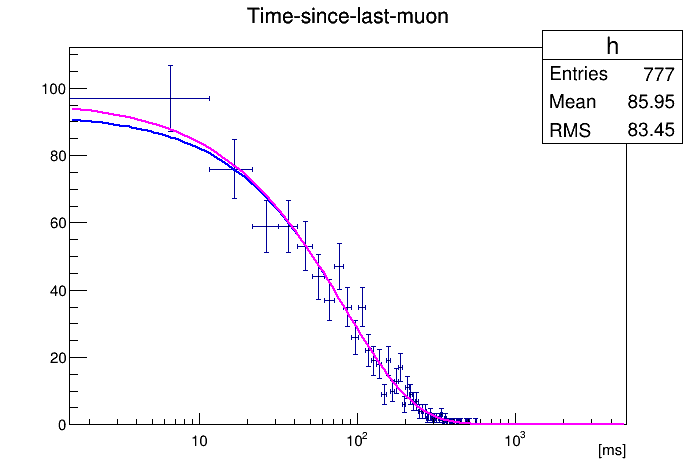 Time-since-last-muon
h
Entries 777
Mean 85.95
RMS 83.45
100
80
60
40
20
0
10
10²
10³
[ms]